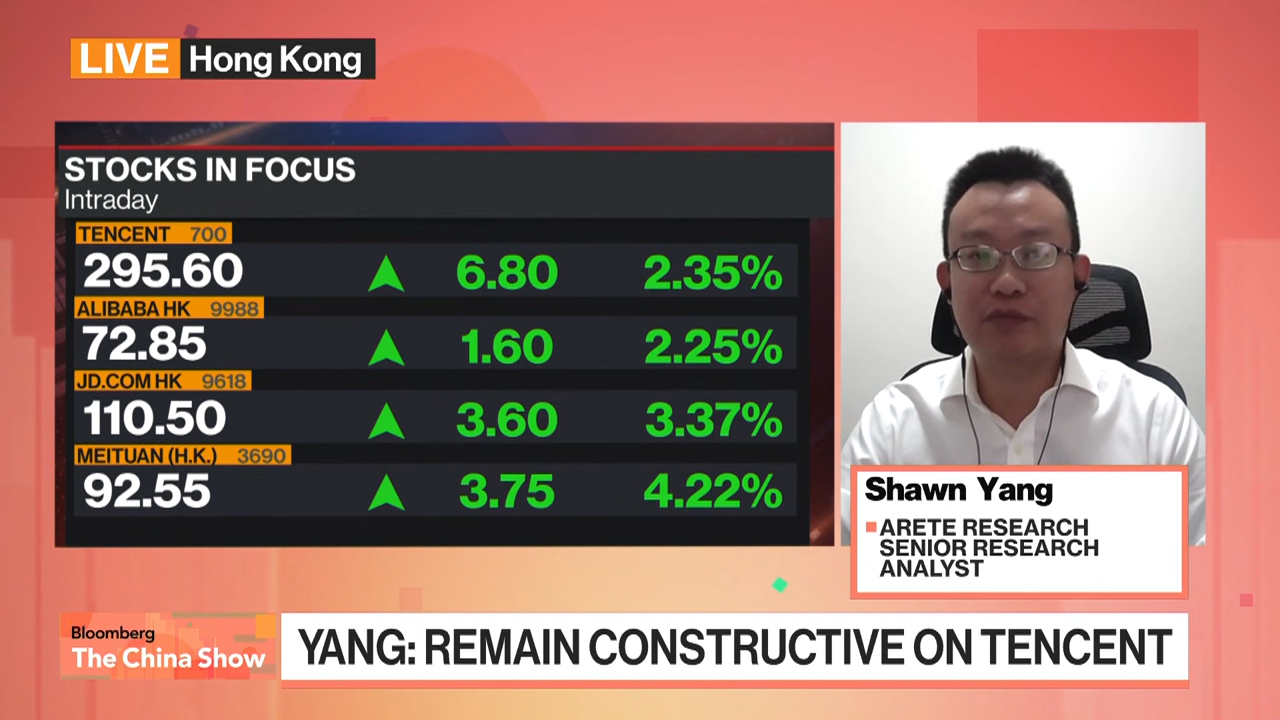 LIVE Hong Kong
STOCKS IN FOCUS
Intraday
TENCENT 700
295.60 6.80 2.35%
ALIBABA HK 9988
72.85 1.60 2.25%
JD.COM HK 9618
110.50 3.60 3.37%
MEITUAN (H.K.) 3690
92.55 3.75 4.22%
Shawn Yang
ARETE RESEARCH
SENIOR RESEARCH
ANALYST
Bloomberg
The China Show
YANG: REMAIN CONSTRUCTIVE ON TENCENT